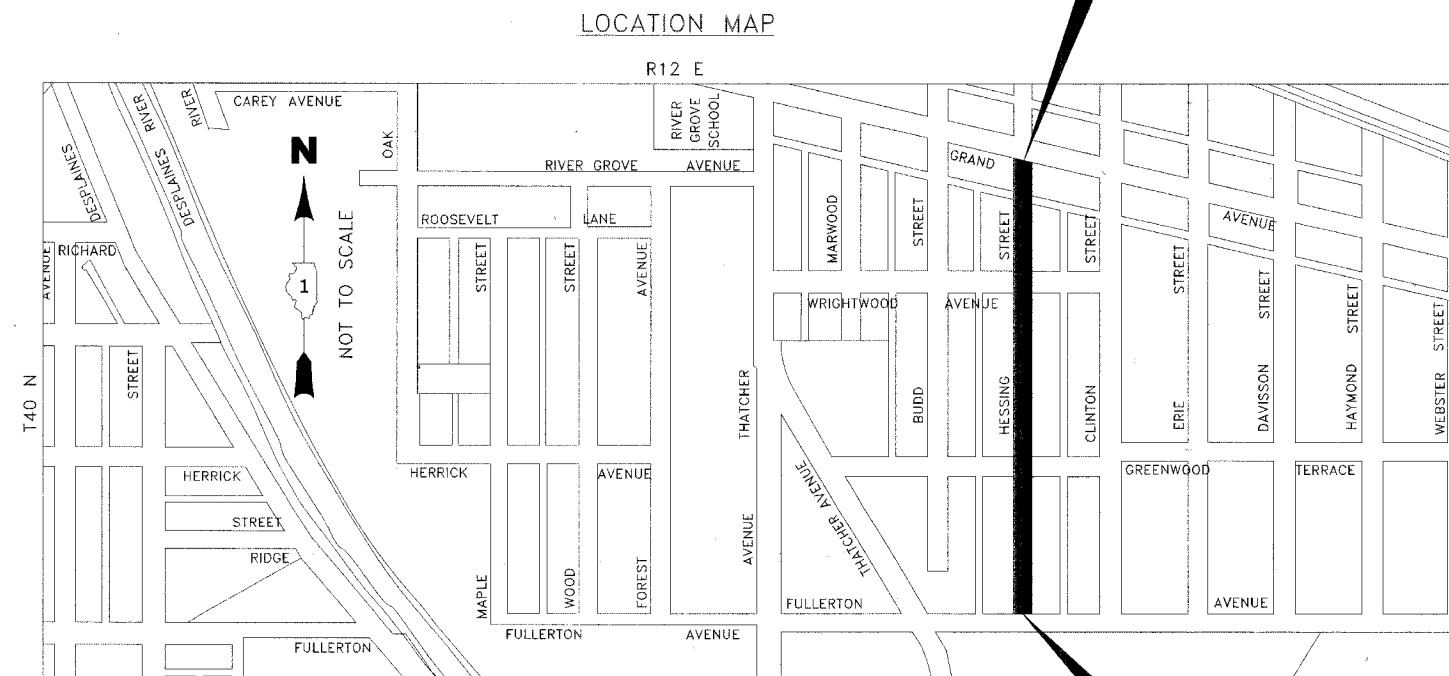 LOCATION MAP
R12 E
T40 N
N
1
NOT TO SCALE
CAREY AVENUE
RIVER
DESPLAINES RIVER
DESPLAINES
RICHARD
AVENUE
STREET
HERRICK
STREET
RIDGE
FULLERTON
OAK
RIVER GROVE SCHOOL
RIVER GROVE AVENUE
ROOSEVELT LANE
MAPLE STREET
WOOD STREET
FOREST AVENUE
HERRICK AVENUE
FULLERTON AVENUE
THATCHER AVENUE
THATCHER AVENUE
FULLERTON AVENUE
GRAND AVENUE
MARWOOD
WRIGHTWOOD AVENUE
BUDD STREET
HESSING STREET
CLINTON STREET
ERIE STREET
DAVISSON STREET
HAYMOND STREET
WEBSTER STREET
GREENWOOD TERRACE